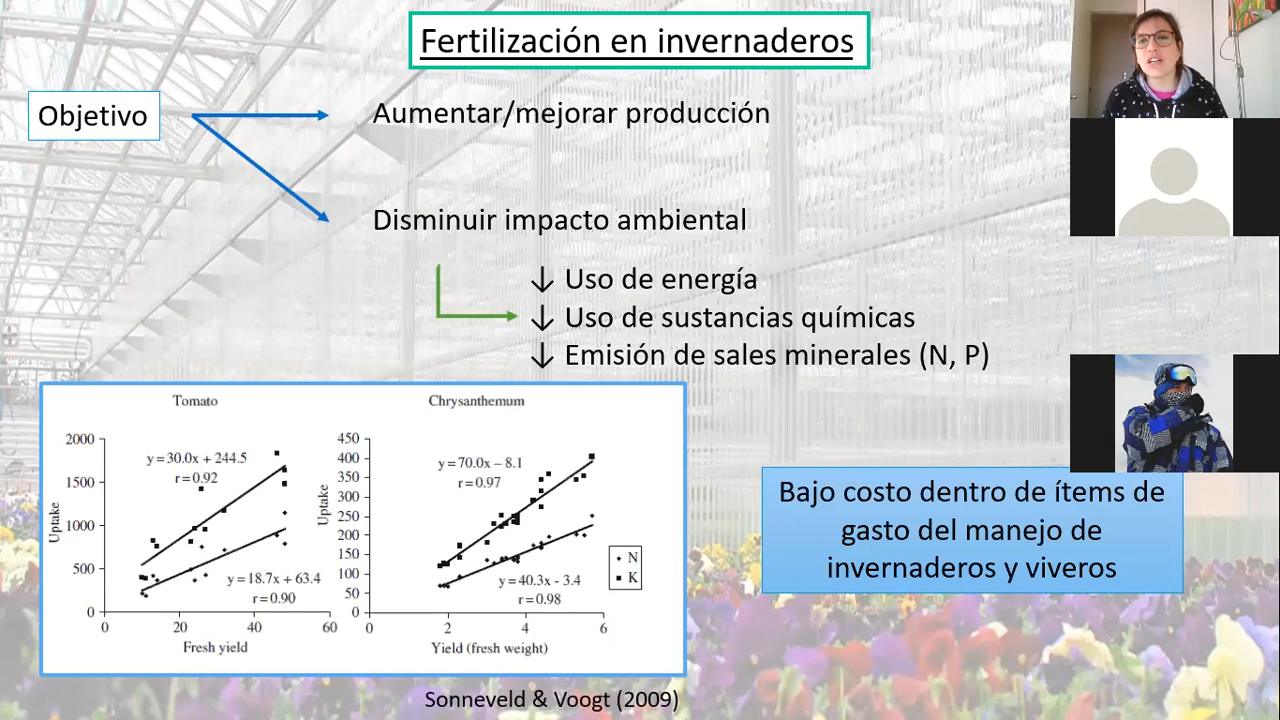 Fertilización en invernaderos
Objetivo
Aumentar/mejorar producción
Disminuir impacto ambiental
↓ Uso de energía
↓ Uso de sustancias químicas
↓ Emisión de sales minerales (N, P)
Tomato
2000
1500
1000
500
0
Uptake
y = 30.0x + 244.5
r = 0.92
y = 18.7x + 63.4
r = 0.90
0 20 40 60
Fresh yield
Chrysanthemum
450
400
350
300
250
200
150
100
50
0
Uptake
y = 70.0x – 8.1
r = 0.97
y = 40.3x - 3.4
r = 0.98
0 2 4 6
Yield (fresh weight)
N
K
Bajo costo dentro de ítems de
gasto del manejo de
invernaderos y viveros
Sonneveld & Voogt (2009)